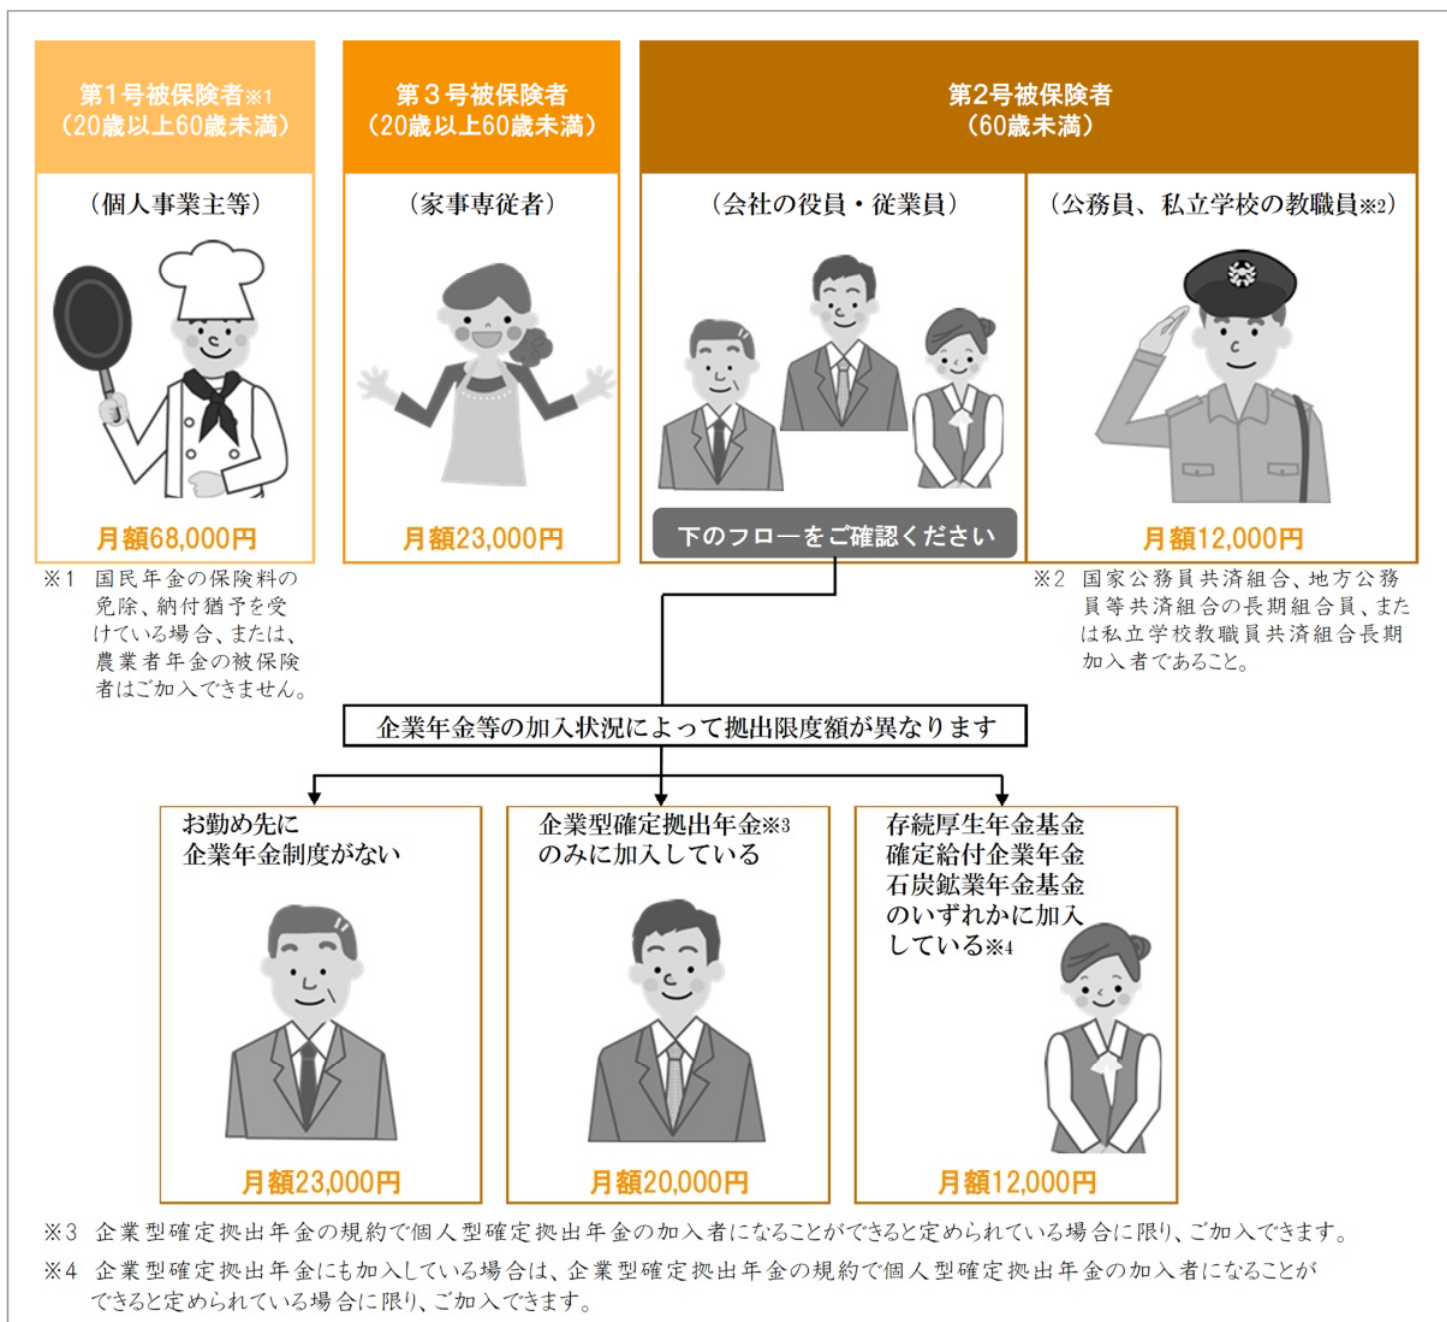 第1号被保険者※1
（20歳以上60歳未満）
（個人事業主等）
月額68,000円
※1 国民年金の保険料の
免除、納付猶予を受
けている場合、または、
農業者年金の被保険
者はご加入できません。
第３号被保険者
（20歳以上60歳未満）
（家事専従者）
月額23,000円
第2号被保険者
（60歳未満）
（会社の役員・従業員）
下のフローをご確認ください
（公務員、私立学校の教職員※2）
月額12,000円
※2 国家公務員共済組合、地方公務
員等共済組合の長期組合員、また
は私立学校教職員共済組合長期
加入者であること。
企業年金等の加入状況によって拠出限度額が異なります
お勤め先に
企業年金制度がない
月額23,000円
企業型確定拠出年金※3
のみに加入している
月額20,000円
存続厚生年金基金
確定給付企業年金
石炭鉱業年金基金
のいずれかに加入
している※4
月額12,000円
※3 企業型確定拠出年金の規約で個人型確定拠出年金の加入者になることができると定められている場合に限り、ご加入できます。
※4 企業型確定拠出年金にも加入している場合は、企業型確定拠出年金の規約で個人型確定拠出年金の加入者になることが
できると定められている場合に限り、ご加入できます。